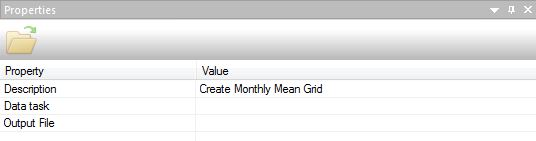 Properties
Property Value
Description Create Monthly Mean Grid
Data task
Output File